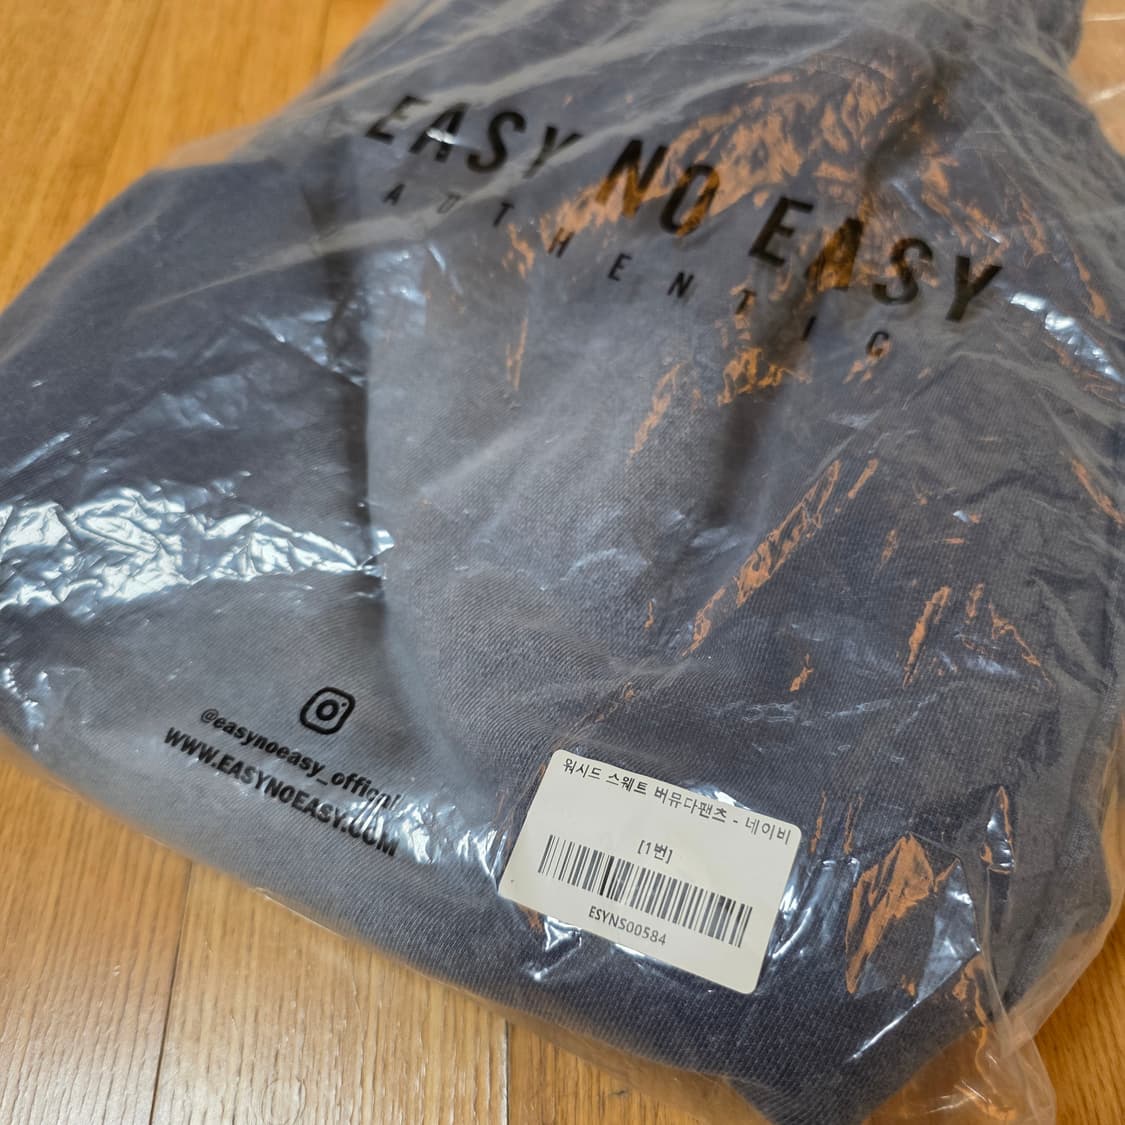 EASY NO EASY
AUTHENTIC
@easynoeasy_offical
WWW.EASYNOEASY.COM
워시드 스웨트 버뮤다팬츠 - 네이비
[1번]
ESYNS00584